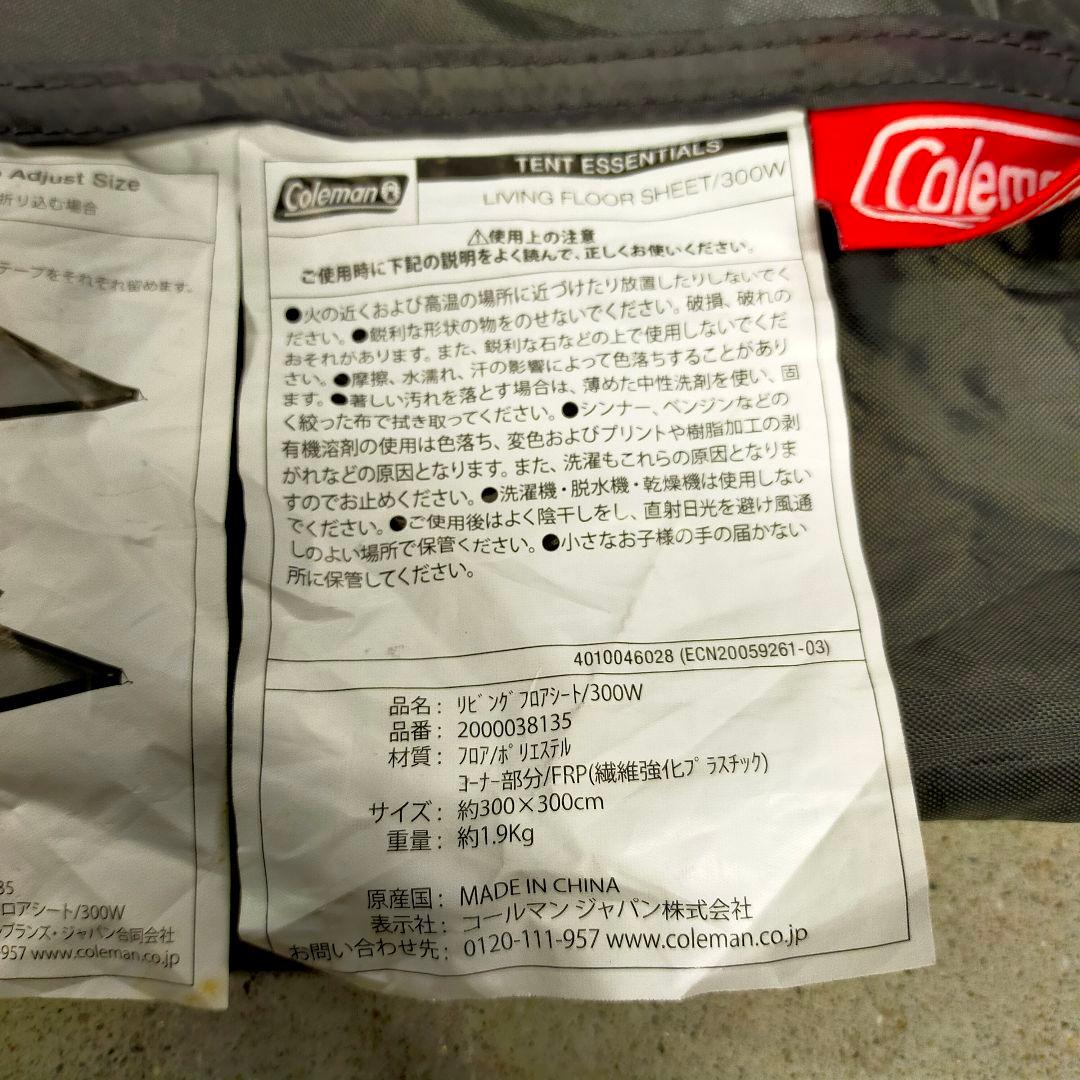 Adjust Size
折り込む場合
テープをそれぞれ留めます。
35
ロアシート/300W
ブランズ・ジャパン合同会社
-957 www.coleman.co.jp
Coleman®
TENT ESSENTIALS
LIVING FLOOR SHEET/300W
⚠使用上の注意
ご使用時に下記の説明をよく読んで、正しくお使いください。
●火の近くおよび高温の場所に近づけたり放置したりしないでく
ださい。●鋭利な形状の物をのせないでください。破損、破れの
おそれがあります。また、鋭利な石などの上で使用しないでくだ
さい。●摩擦、水濡れ、汗の影響によって色落ちすることがあり
ます。●著しい汚れを落とす場合は、薄めた中性洗剤を使い、固
く絞った布で拭き取ってください。●シンナー、ベンジンなどの
有機溶剤の使用は色落ち、変色およびプリントや樹脂加工の剥
がれなどの原因となります。また、洗濯もこれらの原因となりま
すのでお止めください。●洗濯機・脱水機・乾燥機は使用しない
でください。●ご使用後はよく陰干しをし、直射日光を避け風通
しのよい場所で保管ください。●小さなお子様の手の届かない
所に保管してください。
4010046028 (ECN20059261-03)
品名: ﾘﾋﾞﾝｸﾞﾌﾛｱｼｰﾄ/300W
品番: 2000038135
材質: ﾌﾛｱ/ﾎﾟﾘｴｽﾃﾙ
ｺｰﾅｰ部分/FRP(繊維強化ﾌﾟﾗｽﾁｯｸ)
サイズ: 約300×300cm
重量: 約1.9Kg
原産国: MADE IN CHINA
表示社: コールマン ジャパン株式会社
お問い合わせ先: 0120-111-957 www.coleman.co.jp